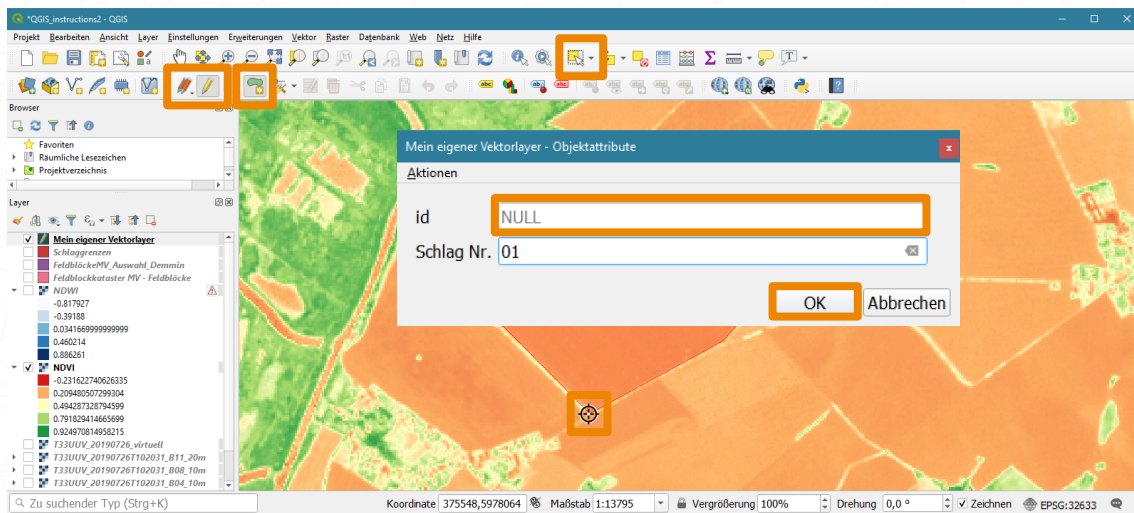 *QGIS_instructions2 - QGIS
Projekt Bearbeiten Ansicht Layer Einstellungen Erweiterungen Vektor Raster Datenbank Web Netz Hilfe
abc abc abc
Browser
Favoriten
Räumliche Lesezeichen
Projektverzeichnis
Layer
Mein eigener Vektorlayer
Schlaggrenzen
FeldblöckeMV_Auswahl_Demmin
Feldblockkataster MV - Feldblöcke
NDWI
-0.817927
-0.39188
0.0341669999999999
0.460214
0.886261
NDVI
-0.231622740626335
0.209480507299304
0.494287328794599
0.791829414665699
0.924970814958215
T33UUV_20190726_virtuell
T33UUV_20190726T102031_B11_20m
T33UUV_20190726T102031_B08_10m
T33UUV_20190726T102031_B04_10m
Mein eigener Vektorlayer - Objektattribute
x
Aktionen
id NULL
Schlag Nr. 01
OK Abbrechen
Zu suchender Typ (Strg+K) Koordinate 375548,5978064 Maßstab 1:13795 Vergrößerung 100% Drehung 0,0 ° Zeichnen EPSG:32633